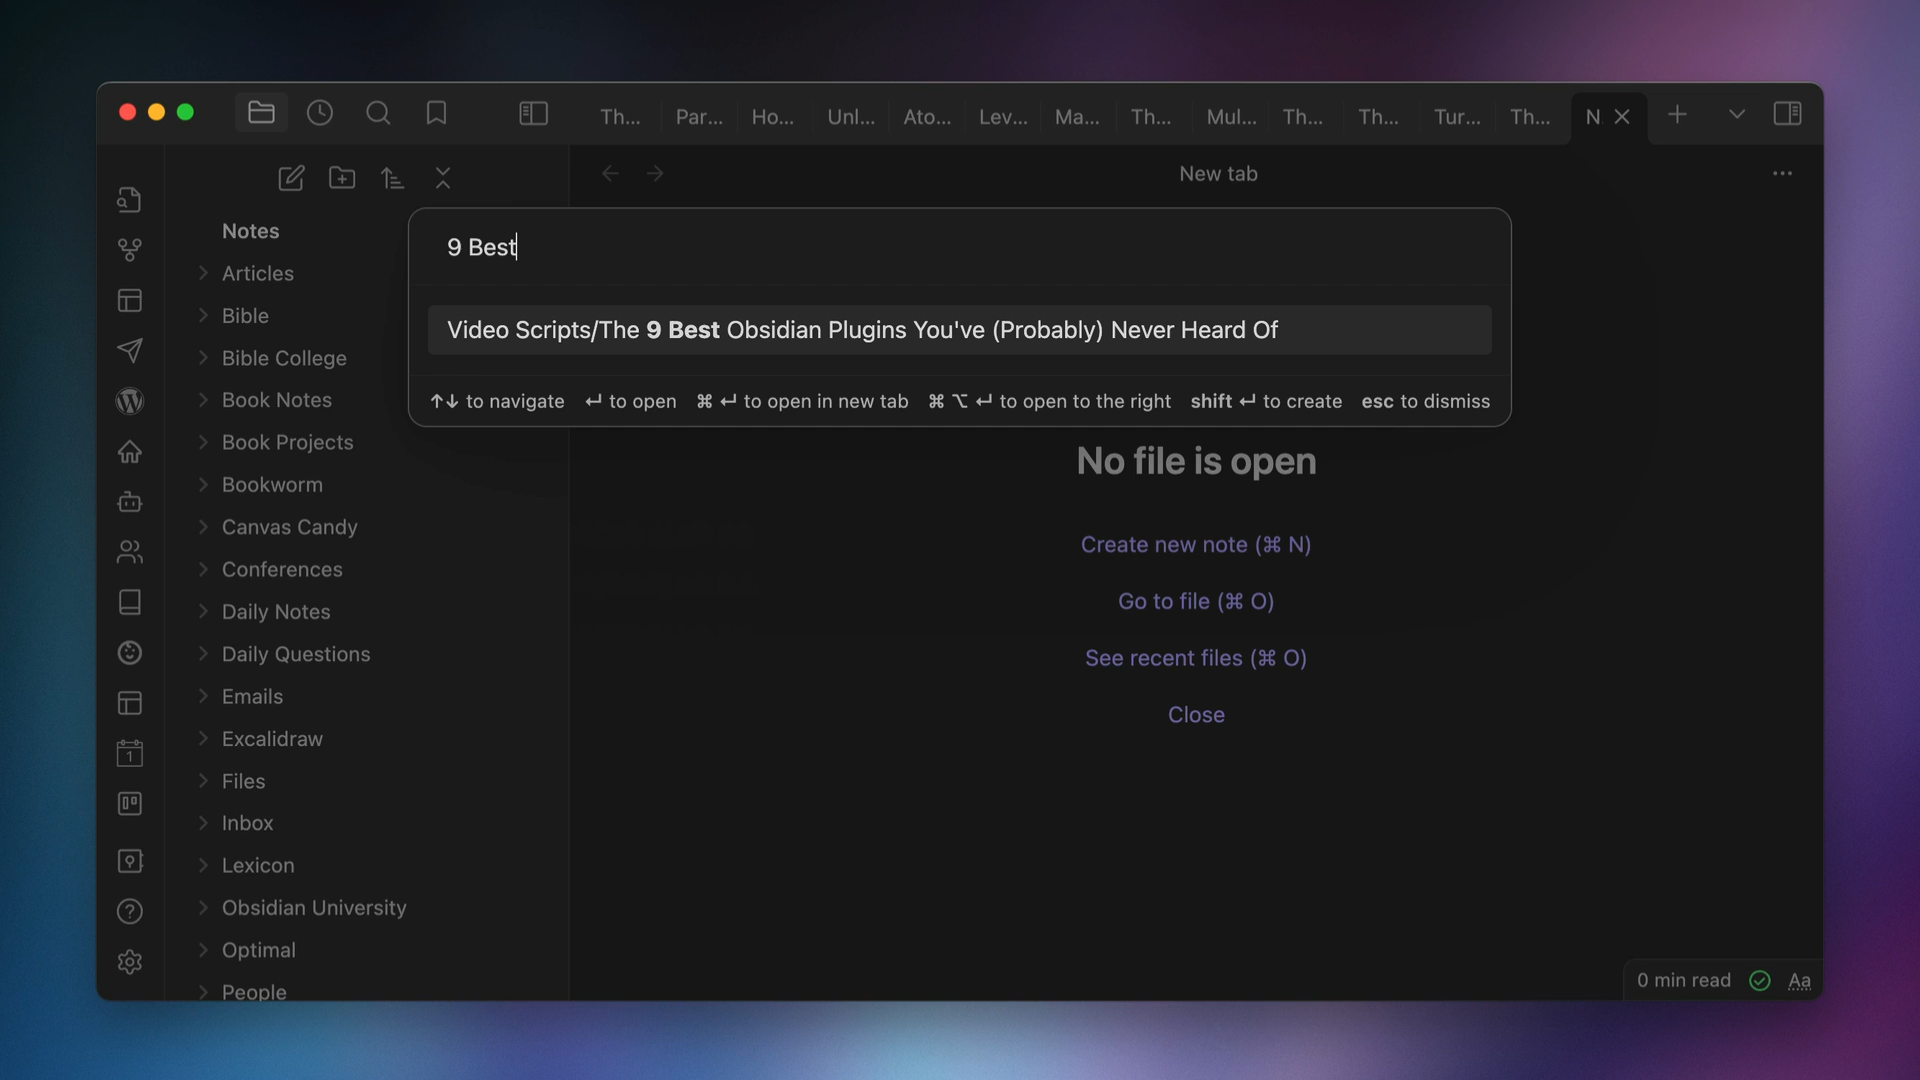 Th... Par... Ho... Unl... Ato... Lev... Ma... Th... Mul... Th... Th... Tur... Th... N
New tab
Notes
Articles
Bible
Bible College
Book Notes
Book Projects
Bookworm
Canvas Candy
Conferences
Daily Notes
Daily Questions
Emails
Excalidraw
Files
Inbox
Lexicon
Obsidian University
Optimal
People
1
9 Best
Video Scripts/The 9 Best Obsidian Plugins You've (Probably) Never Heard Of
↑↓ to navigate ↵ to open ⌘ ↵ to open in new tab ⌘ ⌥ ↵ to open to the right shift ↵ to create esc to dismiss
No file is open
Create new note (⌘ N)
Go to file (⌘ O)
See recent files (⌘ O)
Close
0 min read Aa